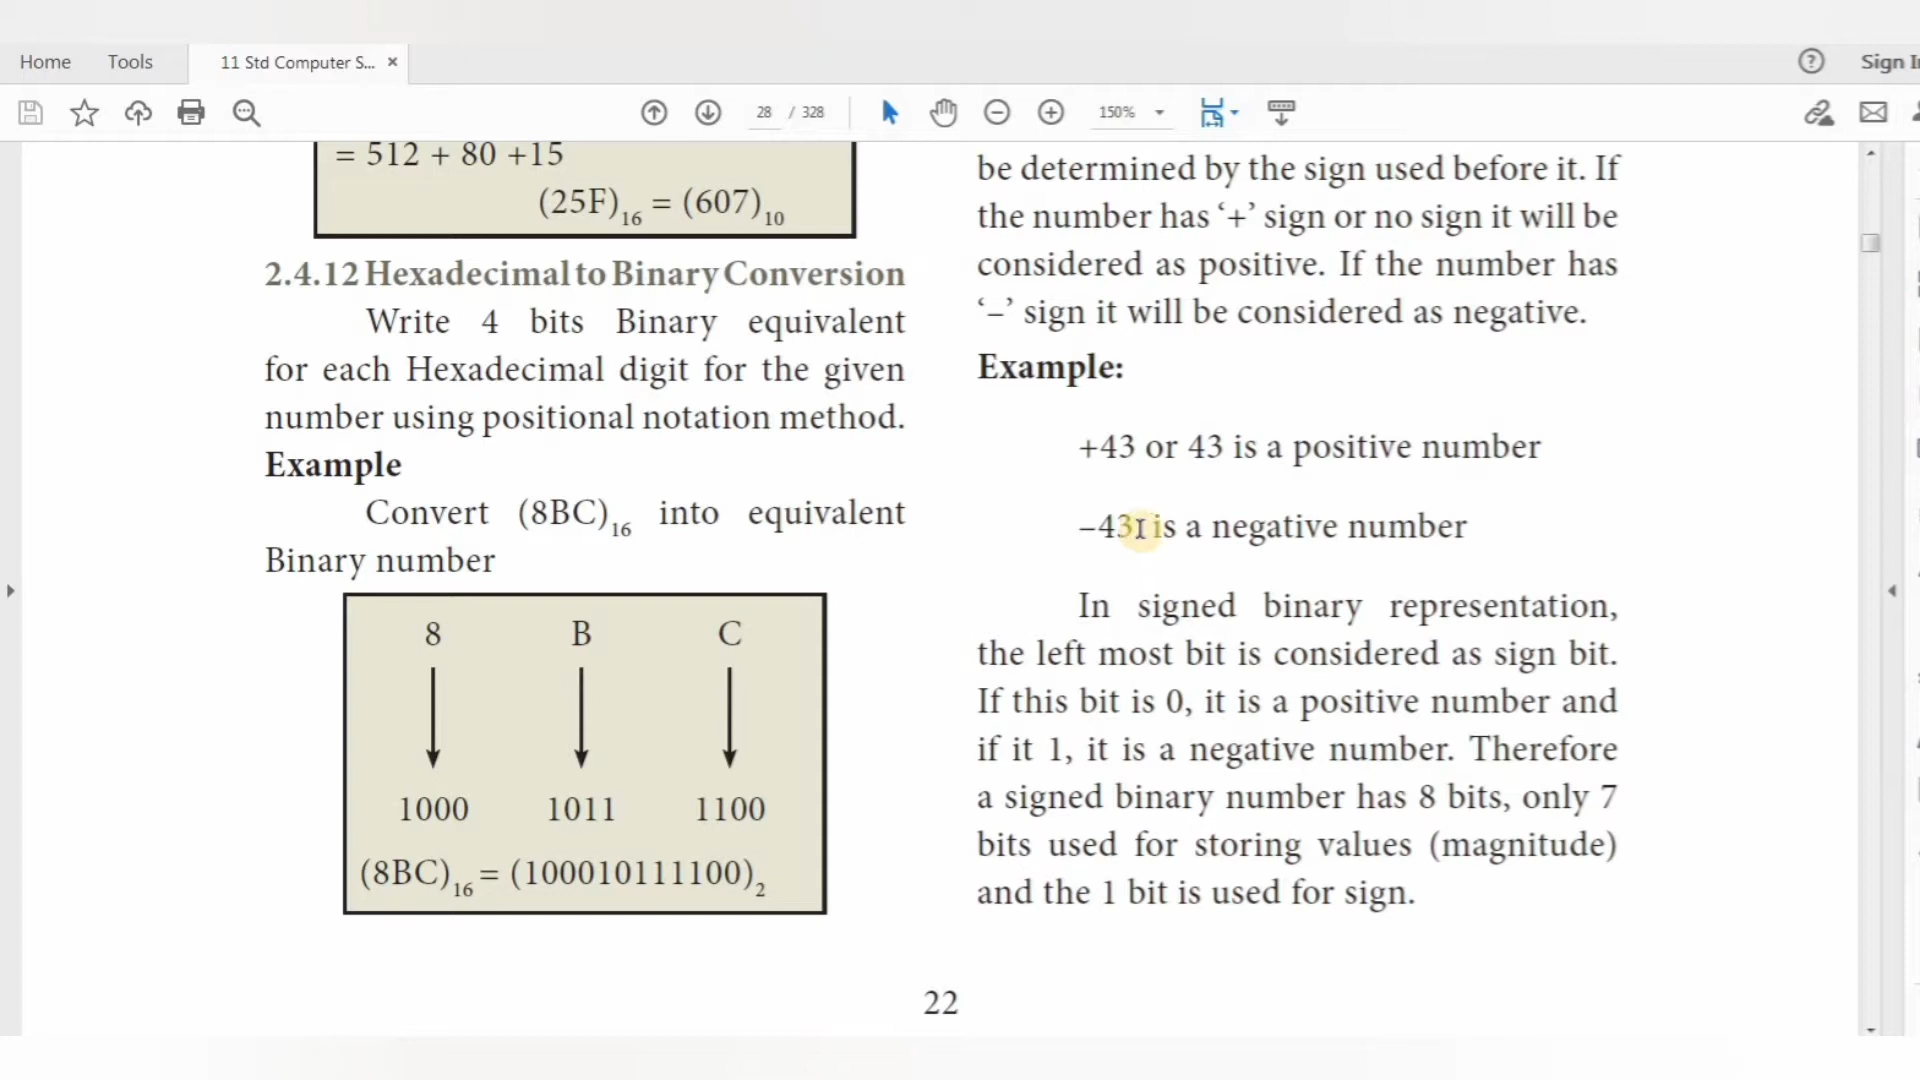 Home Tools 11 Std Computer S... × Sign I
28 / 328 150%
= 512 + 80 +15
(25F)16 = (607)10
2.4.12 Hexadecimal to Binary Conversion
Write 4 bits Binary equivalent
for each Hexadecimal digit for the given
number using positional notation method.
Example
Convert (8BC)16 into equivalent
Binary number
8 B C
1000 1011 1100
(8BC)16 = (100010111100)2
be determined by the sign used before it. If
the number has ‘+’ sign or no sign it will be
considered as positive. If the number has
‘–’ sign it will be considered as negative.
Example:
+43 or 43 is a positive number
–43 is a negative number
In signed binary representation,
the left most bit is considered as sign bit.
If this bit is 0, it is a positive number and
if it 1, it is a negative number. Therefore
a signed binary number has 8 bits, only 7
bits used for storing values (magnitude)
and the 1 bit is used for sign.
22